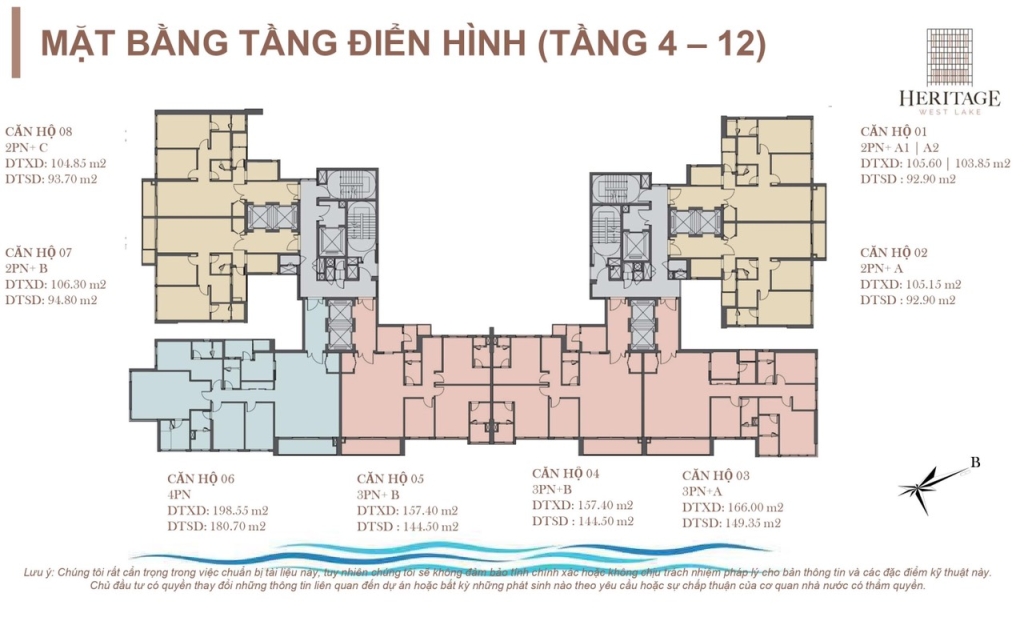 MẶT BẰNG TẦNG ĐIỂN HÌNH (TẦNG 4 – 12)
HERITAGE
WEST LAKE
CĂN HỘ 08
2PN+ C
DTXD: 104.85 m2
DTSD: 93.70 m2
CĂN HỘ 01
2PN+ A1 | A2
DTXD: 105.60 | 103.85 m2
DTSD : 92.90 m2
CĂN HỘ 07
2PN+ B
DTXD: 106.30 m2
DTSD: 94.80 m2
CĂN HỘ 02
2PN+ A
DTXD: 105.15 m2
DTSD : 92.90 m2
CĂN HỘ 06
4PN
DTXD: 198.55 m2
DTSD: 180.70 m2
CĂN HỘ 05
3PN+ B
DTXD: 157.40 m2
DTSD : 144.50 m2
CĂN HỘ 04
3PN+B
DTXD: 157.40 m2
DTSD : 144.50 m2
CĂN HỘ 03
3PN+A
DTXD: 166.00 m2
DTSD: 149.35 m2
B
Lưu ý: Chúng tôi rất cẩn trọng trong việc chuẩn bị tài liệu này, tuy nhiên chúng tôi sẽ không đảm bảo tính chính xác hoặc không chịu trách nhiệm pháp lý cho bản thông tin và các đặc điểm kỹ thuật này.
Chủ đầu tư có quyền thay đổi những thông tin liên quan đến dự án hoặc bất kỳ những phát sinh nào theo yêu cầu hoặc sự chấp thuận của cơ quan nhà nước có thẩm quyền.